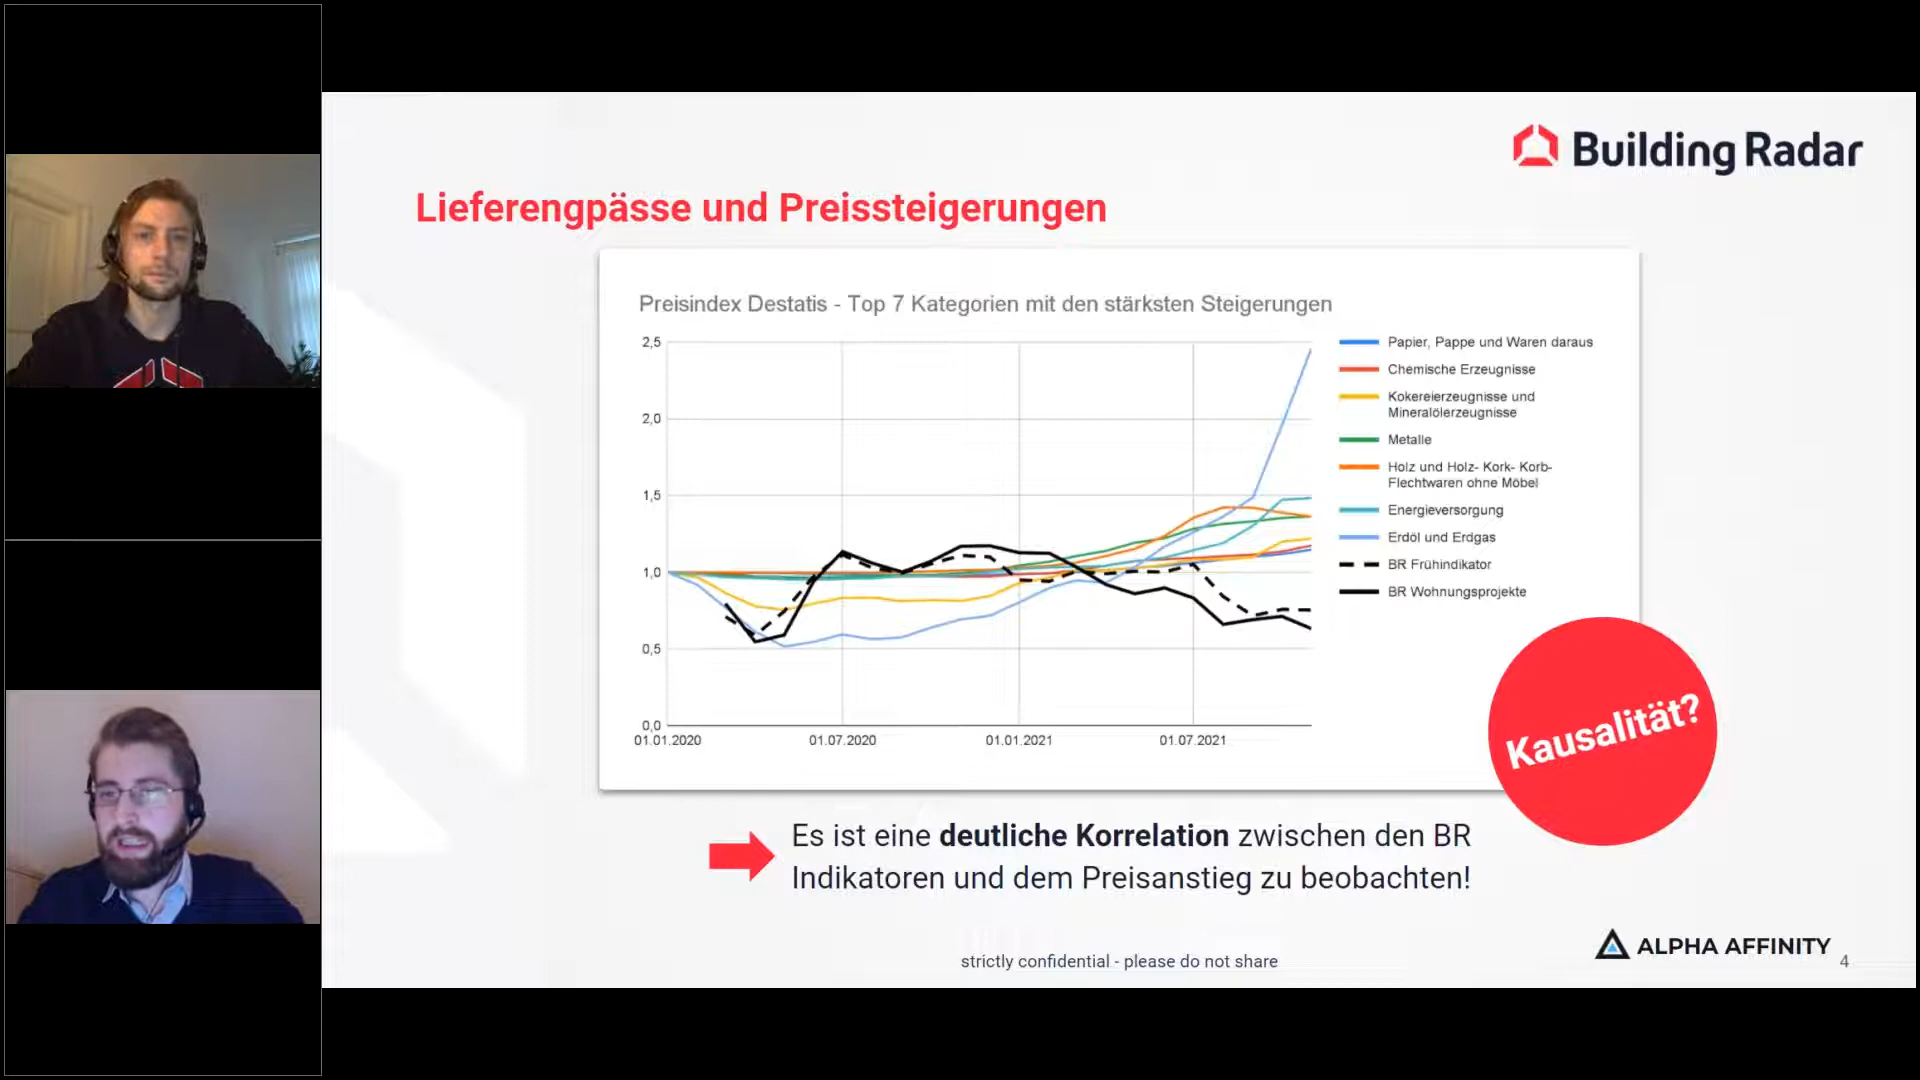 Building Radar
Lieferengpässe und Preissteigerungen
Preisindex Destatis - Top 7 Kategorien mit den stärksten Steigerungen
2,5
2,0
1,5
1,0
0,5
0,0
01.01.2020
01.07.2020
01.01.2021
01.07.2021
Papier, Pappe und Waren daraus
Chemische Erzeugnisse
Kokereierzeugnisse und
Mineralölerzeugnisse
Metalle
Holz und Holz- Kork- Korb-
Flechtwaren ohne Möbel
Energieversorgung
Erdöl und Erdgas
BR Frühindikator
BR Wohnungsprojekte
Kausalität?
Es ist eine deutliche Korrelation zwischen den BR
Indikatoren und dem Preisanstieg zu beobachten!
strictly confidential - please do not share
ALPHA AFFINITY
4